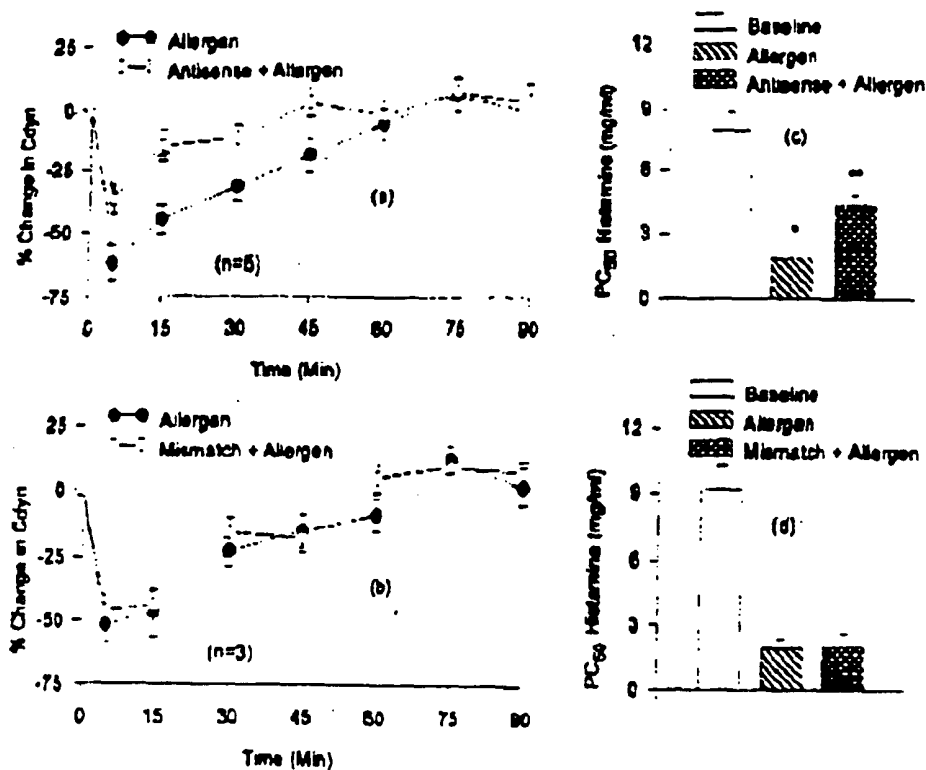 Allergen
Antisense + Allergen
25
0
-25
-50
-75
% Change in Cdyn
(a)
(n=5)
0 15 30 45 60 75 90
Time (Min)
Baseline
Allergen
Antisense + Allergen
12
9
6
3
0
PC50 Histamine (mg/ml)
(c)
Allergen
Mismatch + Allergen
25
0
-25
-50
-75
% Change in Cdyn
(b)
(n=3)
0 15 30 45 60 75 90
Time (Min)
Baseline
Allergen
Mismatch + Allergen
12
9
6
3
0
PC50 Histamine (mg/ml)
(d)